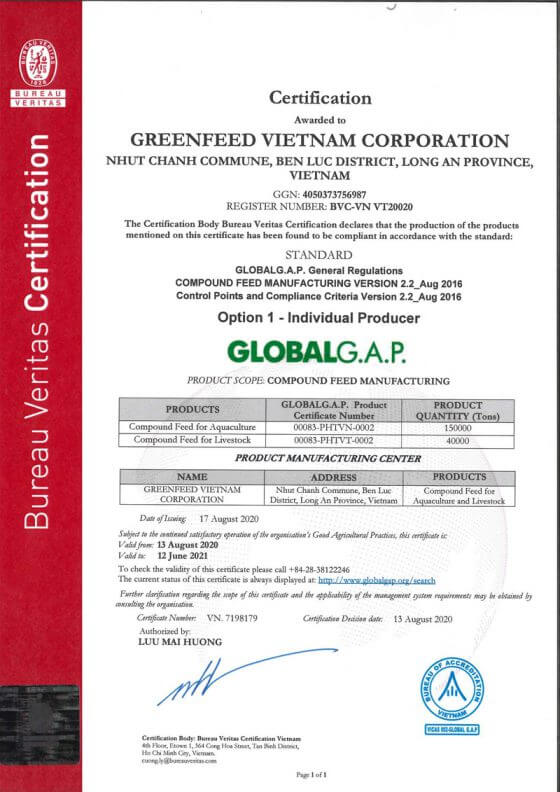 BUREAU VERITAS
1828
BUREAU
VERITAS
Bureau Veritas Certification
Certification
Awarded to
GREENFEED VIETNAM CORPORATION
NHUT CHANH COMMUNE, BEN LUC DISTRICT, LONG AN PROVINCE,
VIETNAM
GGN: 4050373756987
REGISTER NUMBER: BVC-VN VT20020
The Certification Body Bureau Veritas Certification declares that the production of the products
mentioned on this certificate has been found to be compliant in accordance with the standard:
STANDARD
GLOBALG.A.P. General Regulations
COMPOUND FEED MANUFACTURING VERSION 2.2_Aug 2016
Control Points and Compliance Criteria Version 2.2_Aug 2016
Option 1 - Individual Producer
GLOBALG.A.P.
PRODUCT SCOPE: COMPOUND FEED MANUFACTURING
PRODUCTS GLOBALG.A.P. Product Certificate Number PRODUCT QUANTITY (Tons)
Compound Feed for Aquaculture 00083-PHTVN-0002 150000
Compound Feed for Livestock 00083-PHTVT-0002 40000
PRODUCT MANUFACTURING CENTER
NAME ADDRESS PRODUCTS
GREENFEED VIETNAM CORPORATION Nhut Chanh Commune, Ben Luc District, Long An Province, Vietnam Compound Feed for Aquaculture and Livestock
Date of Issuing: 17 August 2020
Subject to the continued satisfactory operation of the organisation's Good Agricultural Practices, this certificate is:
Valid from: 13 August 2020
Valid to: 12 June 2021
To check the validity of this certificate please call +84-28-38122246
The current status of this certificate is always displayed at: http://www.globalgap.org/search
Further clarification regarding the scope of this certificate and the applicability of the management system requirements may be obtained by
consulting the organisation.
Certificate Number: VN. 7198179 Certification Decision date: 13 August 2020
Authorized by:
LUU MAI HUONG
BUREAU OF ACCREDITATION
VIETNAM
VICAS 003-GLOBAL G.A.P
Certification Body: Bureau Veritas Certification Vietnam
4th Floor, Etown 1, 364 Cong Hoa Street, Tan Binh District,
Ho Chi Minh City, Vietnam.
cuong.ly@bureauveritas.com
Page 1 of 1